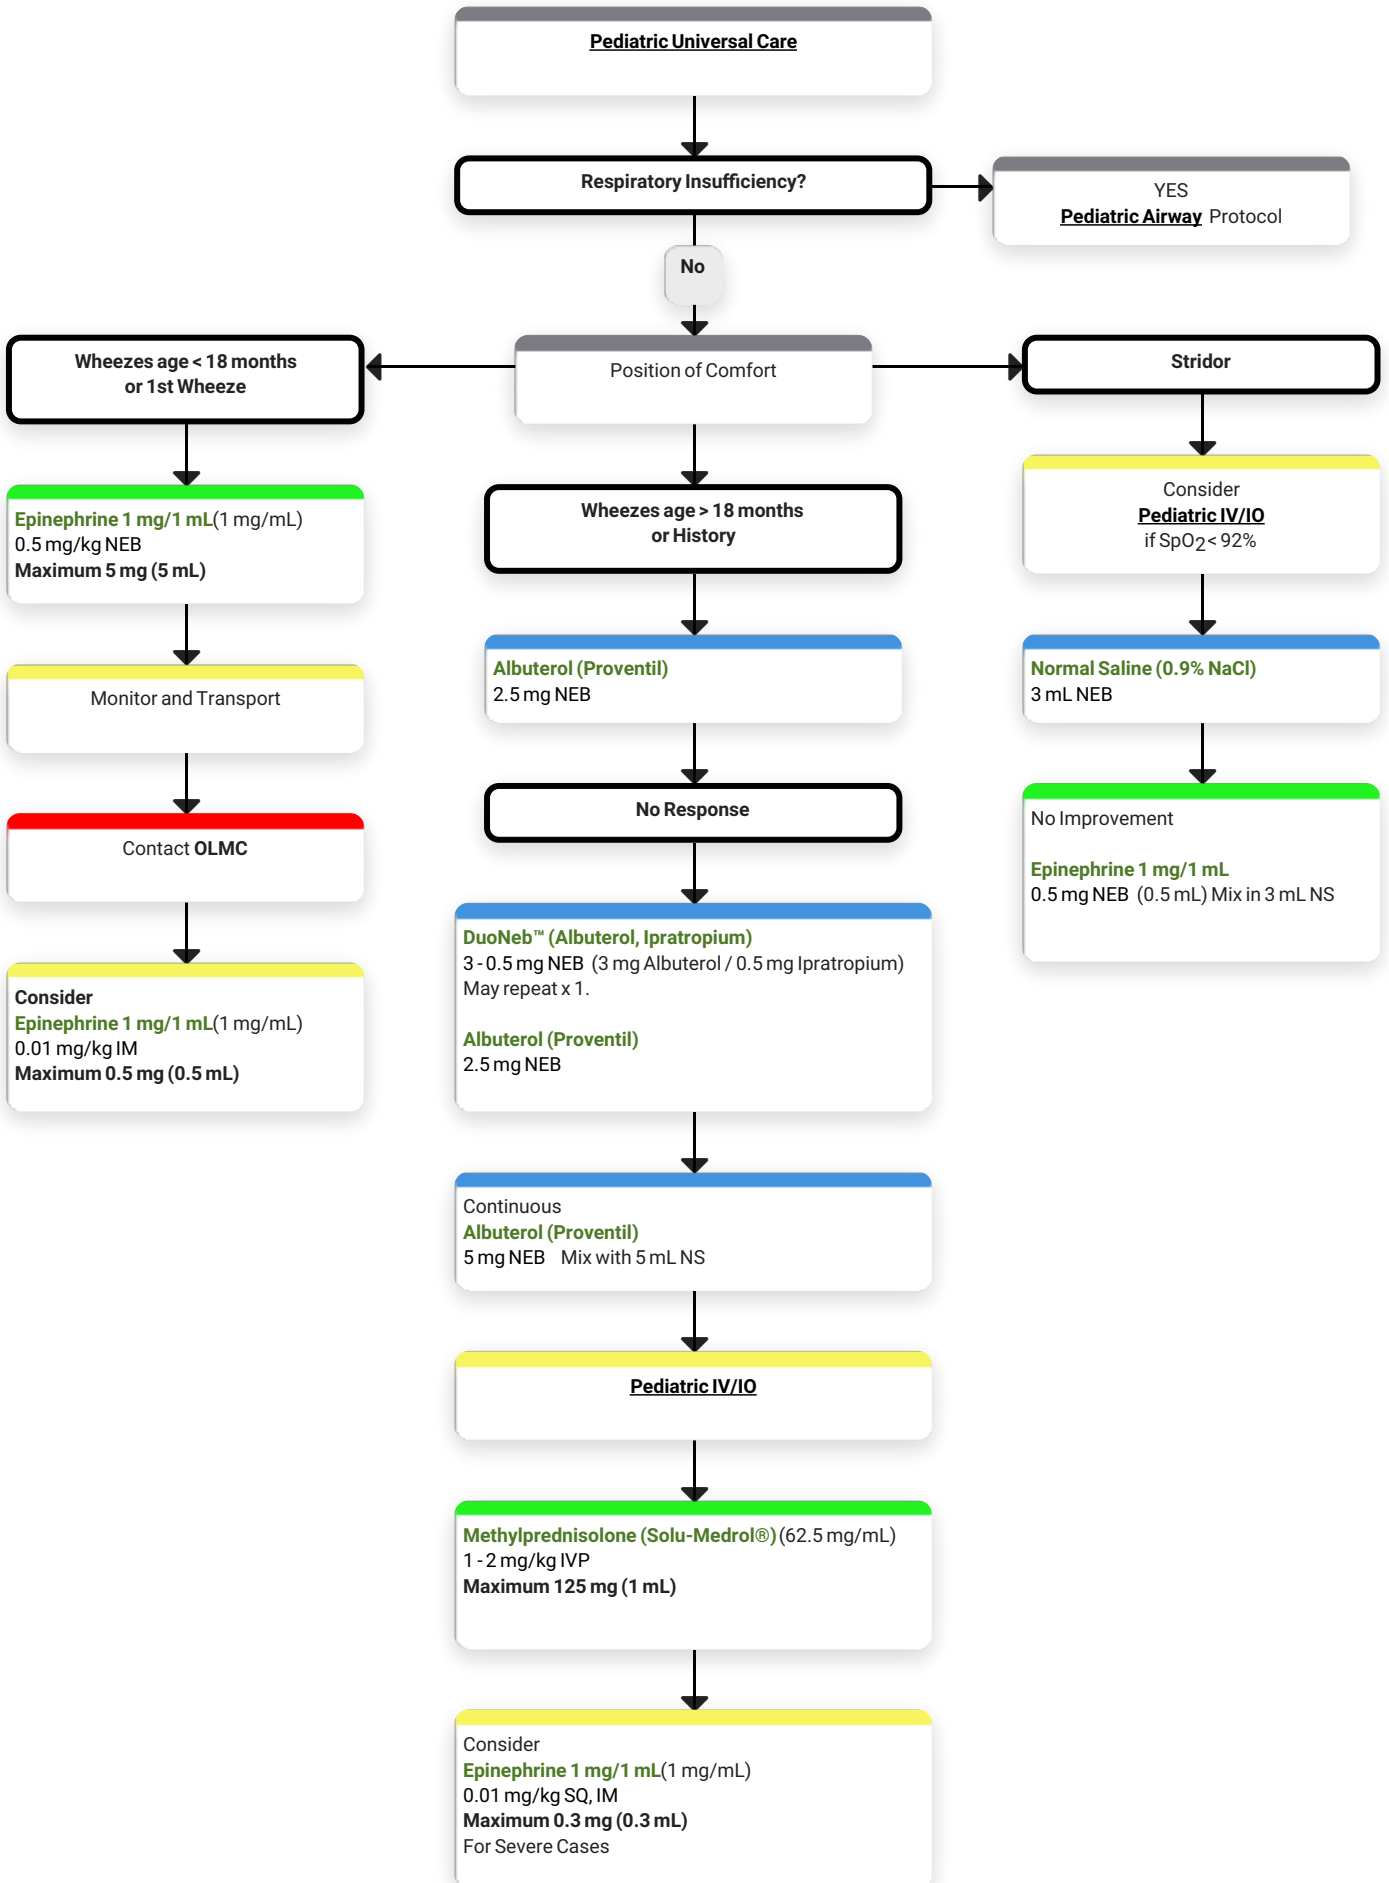 Pediatric Universal Care
Respiratory Insufficiency?
YES
Pediatric Airway Protocol
No
Position of Comfort
Wheezes age < 18 months
or 1st Wheeze
Epinephrine 1 mg/1 mL(1 mg/mL)
0.5 mg/kg NEB
Maximum 5 mg (5 mL)
Monitor and Transport
Contact OLMC
Consider
Epinephrine 1 mg/1 mL(1 mg/mL)
0.01 mg/kg IM
Maximum 0.5 mg (0.5 mL)
Wheezes age > 18 months
or History
Albuterol (Proventil)
2.5 mg NEB
No Response
DuoNeb™ (Albuterol, Ipratropium)
3 - 0.5 mg NEB (3 mg Albuterol / 0.5 mg Ipratropium)
May repeat x 1.
Albuterol (Proventil)
2.5 mg NEB
Continuous
Albuterol (Proventil)
5 mg NEB Mix with 5 mL NS
Pediatric IV/IO
Methylprednisolone (Solu-Medrol®) (62.5 mg/mL)
1 - 2 mg/kg IVP
Maximum 125 mg (1 mL)
Consider
Epinephrine 1 mg/1 mL(1 mg/mL)
0.01 mg/kg SQ, IM
Maximum 0.3 mg (0.3 mL)
For Severe Cases
Stridor
Consider
Pediatric IV/IO
if SpO2 < 92%
Normal Saline (0.9% NaCl)
3 mL NEB
No Improvement
Epinephrine 1 mg/1 mL
0.5 mg NEB (0.5 mL) Mix in 3 mL NS